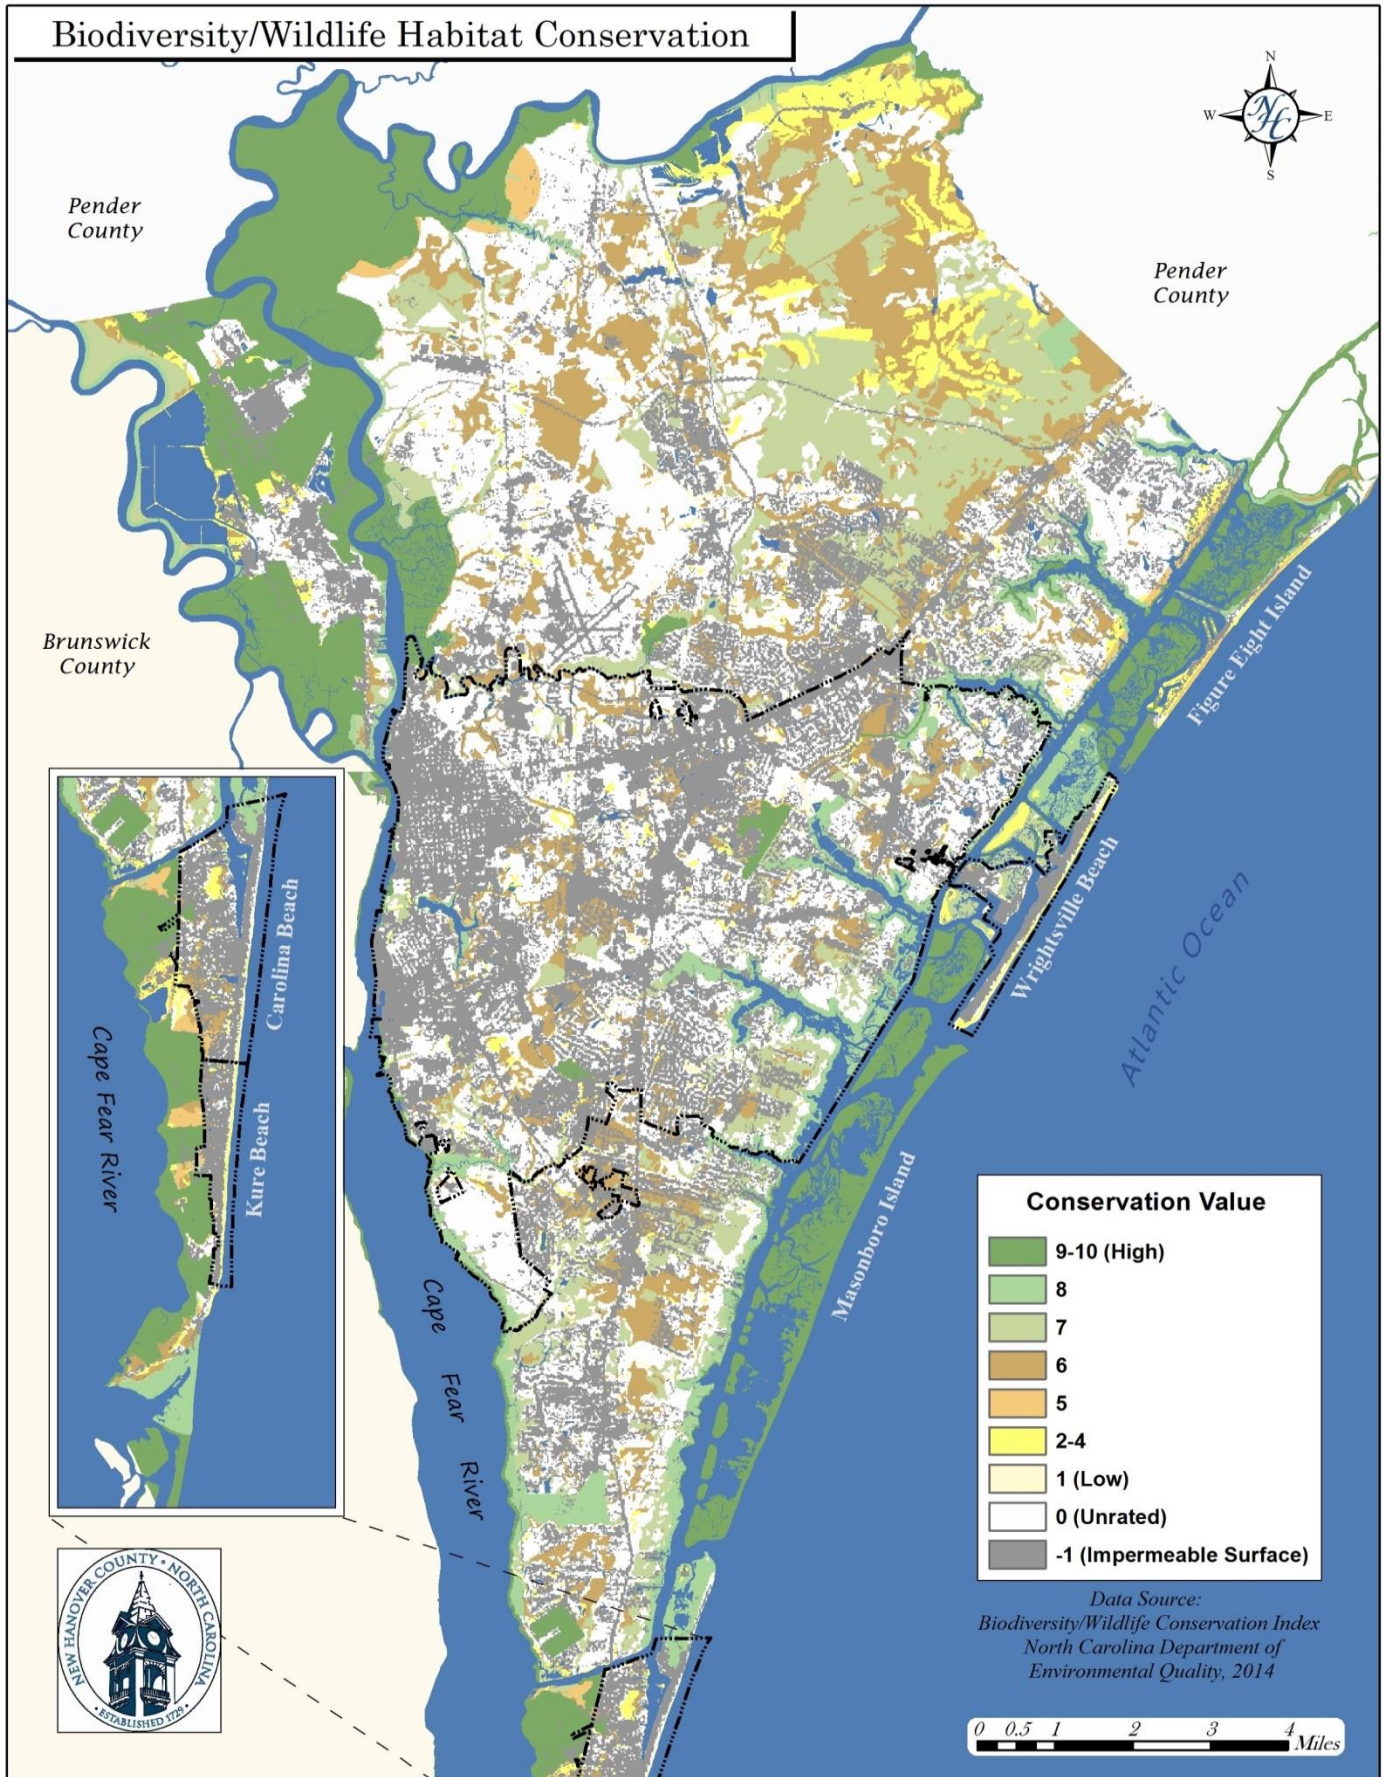 Biodiversity/Wildlife Habitat Conservation
N
W
NH
E
S
Pender
County
Pender
County
Brunswick
County
Figure Eight Island
Wrightsville Beach
Atlantic Ocean
Masonboro Island
Cape Fear River
Carolina Beach
Kure Beach
Cape Fear River
Conservation Value
9-10 (High)
8
7
6
5
2-4
1 (Low)
0 (Unrated)
-1 (Impermeable Surface)
Data Source:
Biodiversity/Wildlife Conservation Index
North Carolina Department of
Environmental Quality, 2014
0 0.5 1 2 3 4
Miles
NEW HANOVER COUNTY • NORTH CAROLINA
• ESTABLISHED 1729 •